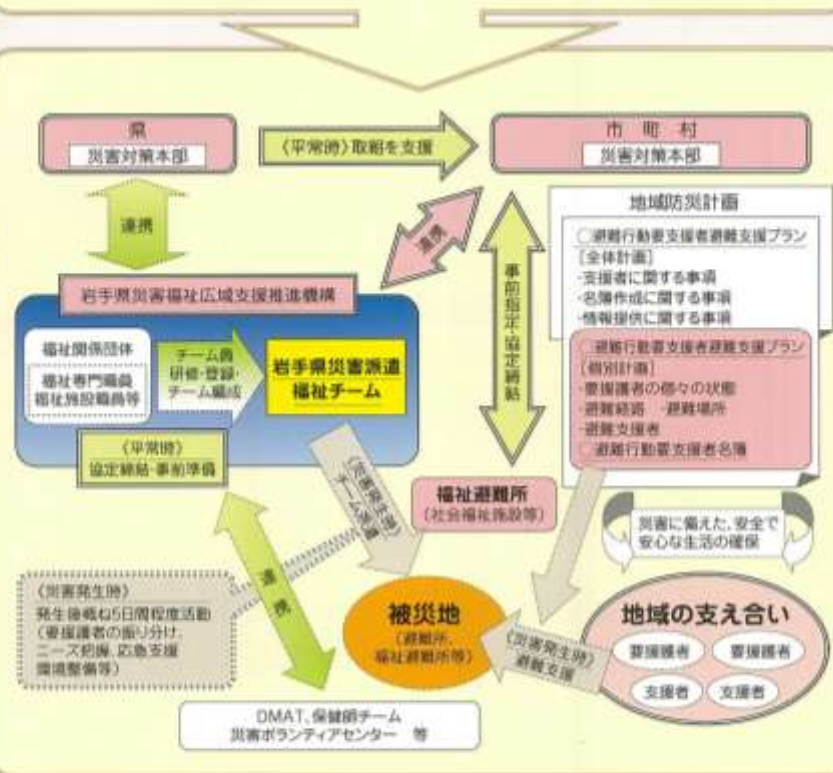 県
災害対策本部
〈平常時〉取組を支援
市町村
災害対策本部
連携
連携
事前指定・協定締結
地域防災計画
○避難行動要支援者避難支援プラン
［全体計画］
・支援者に関する事項
・名簿作成に関する事項
・情報提供に関する事項
○避難行動要支援者避難支援プラン
［個別計画］
・要援護者の個々の状態
・避難経路　・避難場所
・避難支援者
○避難行動要支援者名簿
岩手県災害福祉広域支援推進機構
福祉関係団体
福祉専門職員
福祉施設職員等
チーム員
研修・登録・
チーム編成
岩手県災害派遣
福祉チーム
〈平常時〉
協定締結・事前準備
〈災害発生時〉
チーム派遣
福祉避難所
（社会福祉施設等）
災害に備えた、安全で
安心な生活の確保
連携
〈災害発生時〉
発生後概ね5日間程度活動
（要援護者の振り分け、
ニーズ把握、応急支援
環境整備等）
被災地
（避難所、
福祉避難所等）
〈災害発生時〉
避難支援
地域の支え合い
要援護者
要援護者
支援者
支援者
DMAT、保健師チーム
災害ボランティアセンター　等